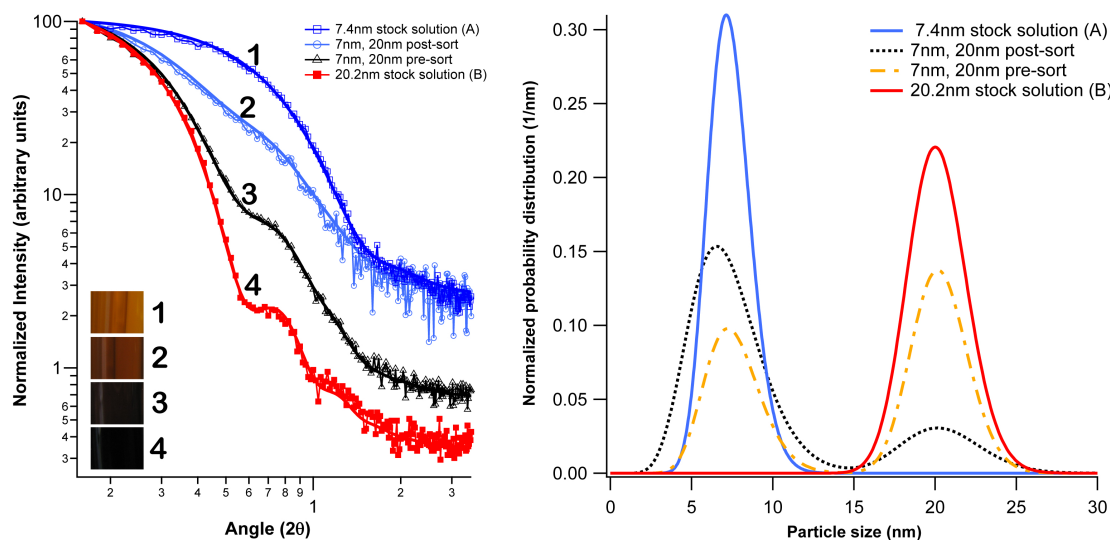 100
6
5
4
3
2
10
6
5
4
3
2
1
6
5
4
3
Normalized Intensity (arbitrary units)
7.4nm stock solution (A)
7nm, 20nm post-sort
7nm, 20nm pre-sort
20.2nm stock solution (B)
1
2
3
4
1
2
3
4
2 3 4 5 6 7 8 9 1 2 3
Angle (2θ)
0.30
0.25
0.20
0.15
0.10
0.05
0.00
Normalized probability distribution (1/nm)
7.4nm stock solution (A)
7nm, 20nm post-sort
7nm, 20nm pre-sort
20.2nm stock solution (B)
0 5 10 15 20 25 30
Particle size (nm)